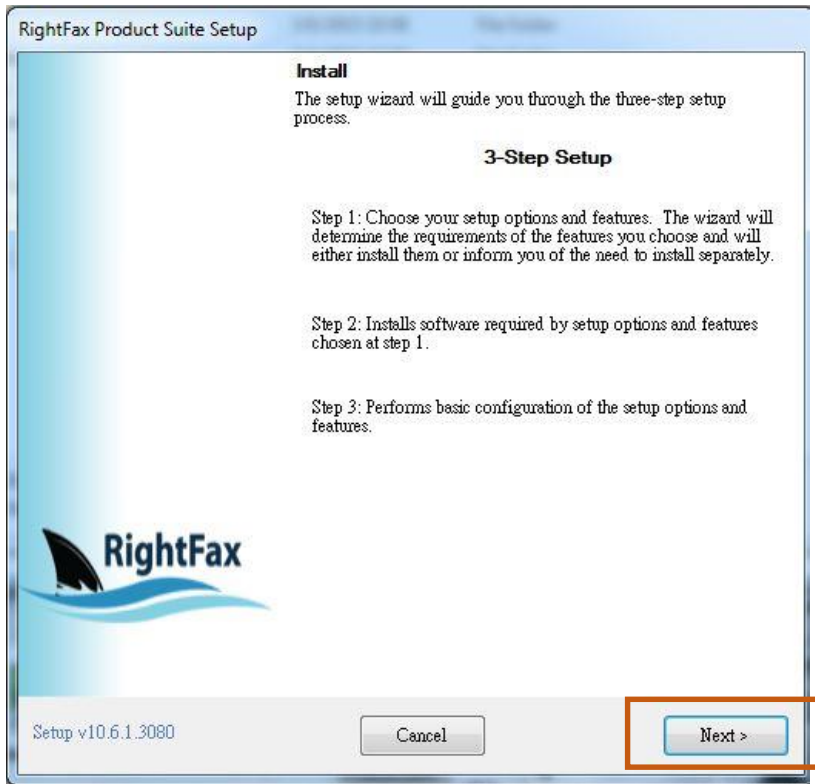 RightFax Product Suite Setup
Install
The setup wizard will guide you through the three-step setup
process.
3-Step Setup
Step 1: Choose your setup options and features. The wizard will
determine the requirements of the features you choose and will
either install them or inform you of the need to install separately.
Step 2: Installs software required by setup options and features
chosen at step 1.
Step 3: Performs basic configuration of the setup options and
features.
RightFax
Setup v10.6.1.3080
Cancel
Next >